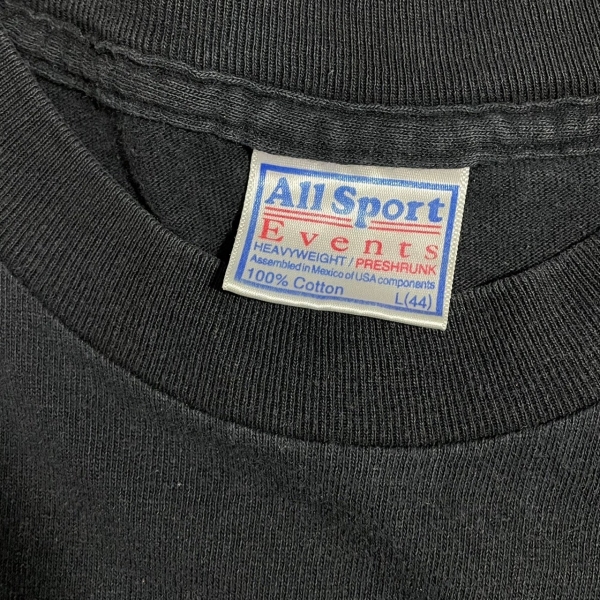 All Sport
Events
HEAVYWEIGHT / PRESHRUNK
Assembled in Mexico of USA components
100% Cotton
L(44)